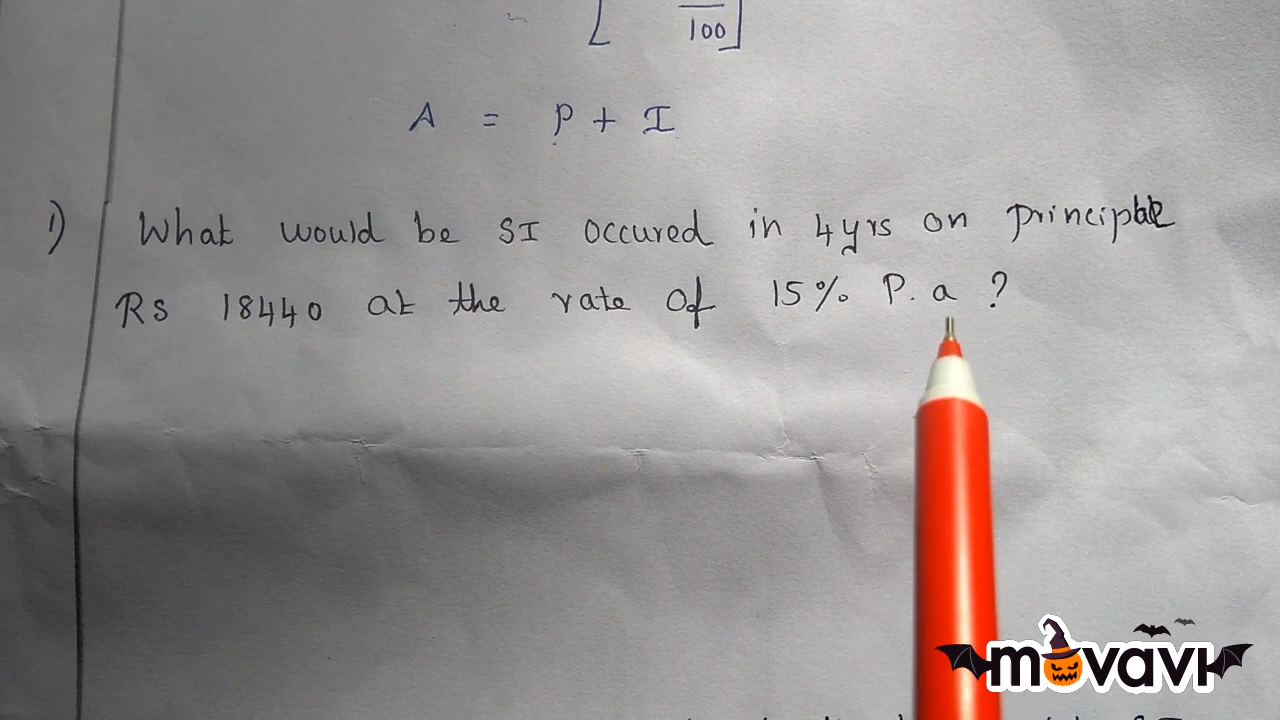 100
A = P + I
1) What would be SI occured in 4yrs on principle
Rs 18440 at the rate of 15% P.a ?
movavi